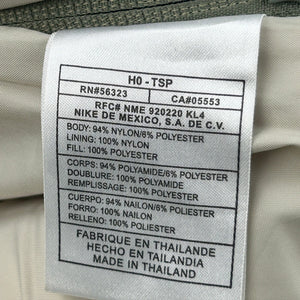 H0 - TSP
RN#56323 CA#05553
RFC# NME 920220 KL4
NIKE DE MEXICO, S.A. DE C.V.
BODY: 94% NYLON/6% POLYESTER
LINING: 100% NYLON
FILL: 100% POLYESTER
CORPS: 94% POLYAMIDE/6% POLYESTER
DOUBLURE: 100% POLYAMIDE
REMPLISSAGE: 100% POLYESTER
CUERPO: 94% NAILON/6% POLIESTER
FORRO: 100% NAILON
RELLENO: 100% POLIESTER
FABRIQUE EN THAILANDE
HECHO EN TAILANDIA
MADE IN THAILAND